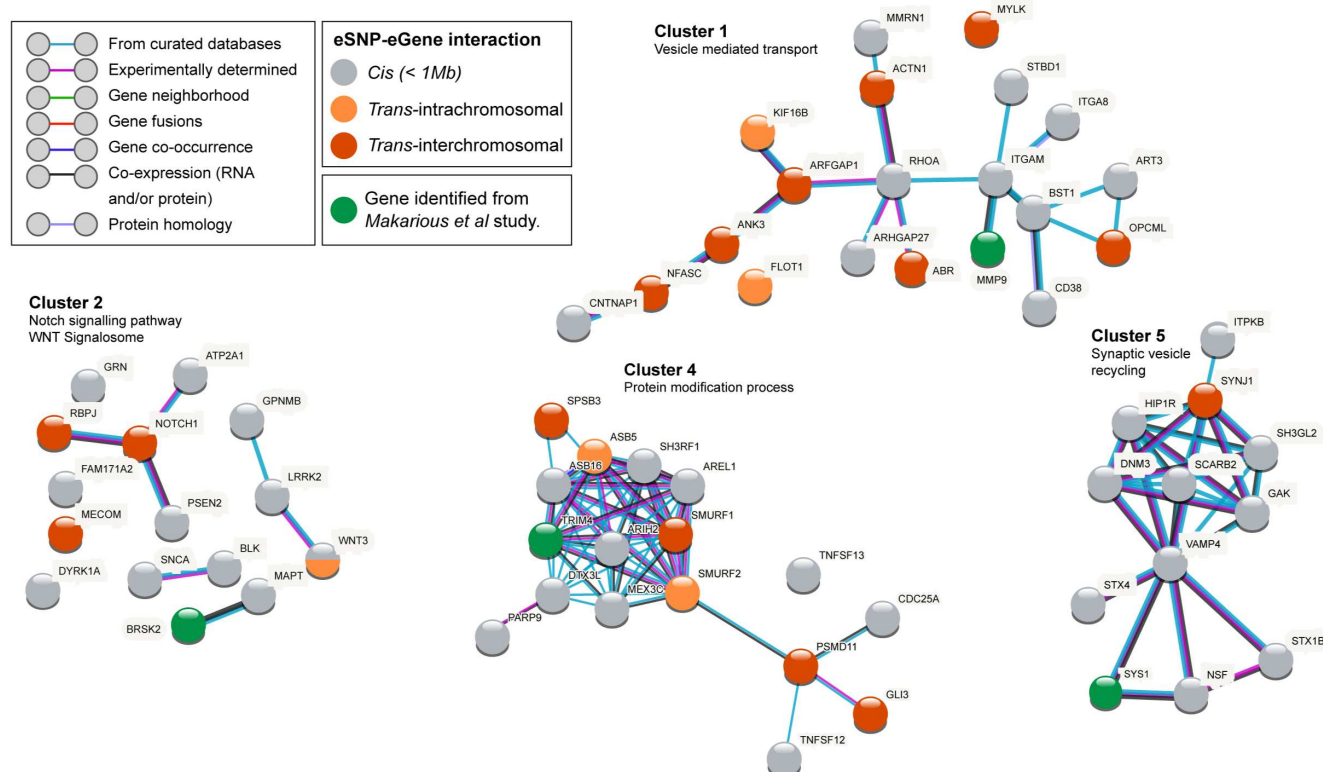 From curated databases
Experimentally determined
Gene neighborhood
Gene fusions
Gene co-occurrence
Co-expression (RNA
and/or protein)
Protein homology
eSNP-eGene interaction
Cis (< 1Mb)
Trans-intrachromosomal
Trans-interchromosomal
Gene identified from
Makarious et al study.
Cluster 1
Vesicle mediated transport
MMRN1
MYLK
ACTN1
STBD1
ITGA8
KIF16B
ARFGAP1
RHOA
ITGAM
ART3
BST1
ANK3
ARHGAP27
OPCML
NFASC
FLOT1
ABR
MMP9
CD38
CNTNAP1
Cluster 2
Notch signalling pathway
WNT Signalosome
GRN
ATP2A1
RBPJ
NOTCH1
GPNMB
FAM171A2
PSEN2
LRRK2
MECOM
SNCA
BLK
WNT3
DYRK1A
MAPT
BRSK2
Cluster 4
Protein modification process
SPSB3
ASB5
SH3RF1
ASB16
AREL1
TRIM4
ARIH2
SMURF1
DTX3L
MEX3C
SMURF2
PARP9
TNFSF13
CDC25A
PSMD11
GLI3
TNFSF12
Cluster 5
Synaptic vesicle
recycling
ITPKB
SYNJ1
HIP1R
SH3GL2
DNM3
SCARB2
GAK
VAMP4
STX4
STX1B
SYS1
NSF